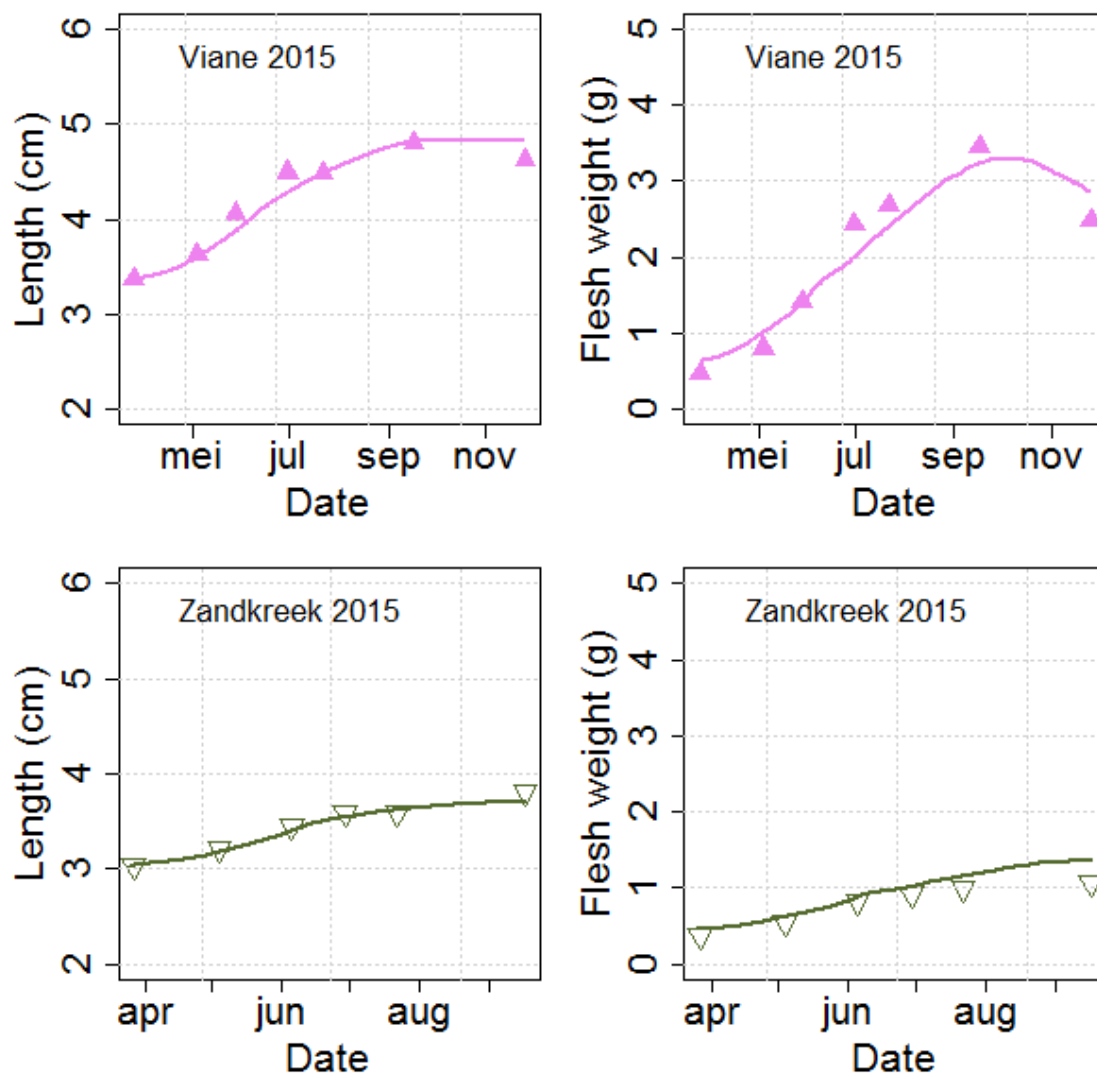 Viane 2015
Length (cm)
6
5
4
3
2
mei jul sep nov
Date
Viane 2015
Flesh weight (g)
5
4
3
2
1
0
mei jul sep nov
Date
Zandkreek 2015
Length (cm)
6
5
4
3
2
apr jun aug
Date
Zandkreek 2015
Flesh weight (g)
5
4
3
2
1
0
apr jun aug
Date